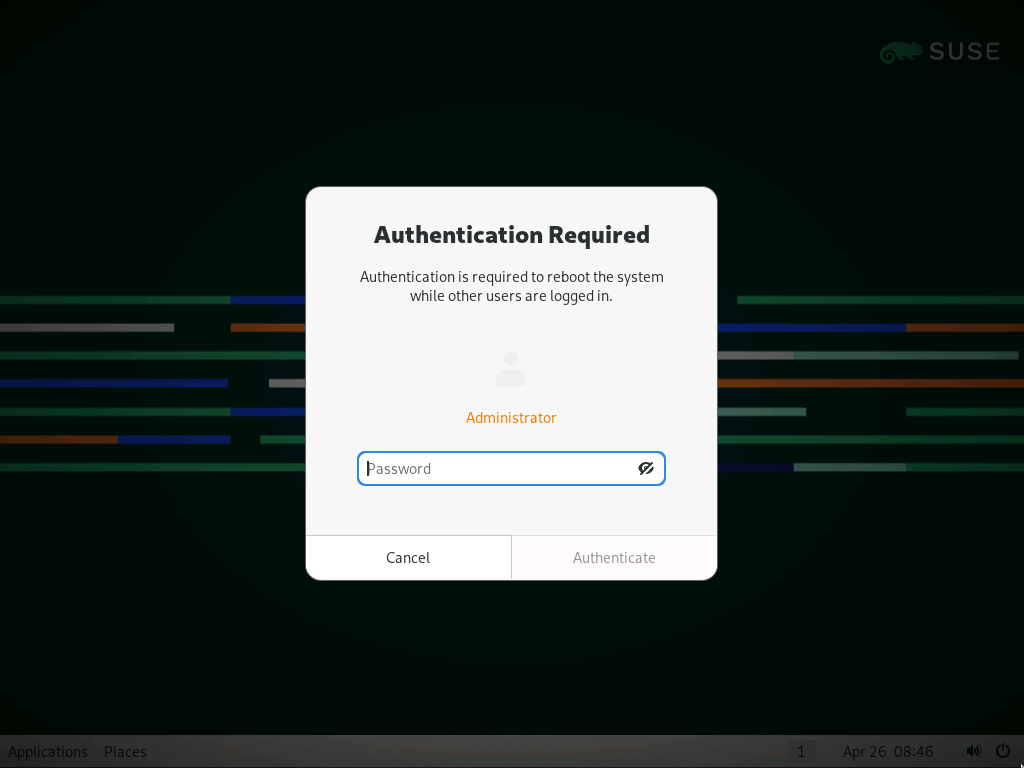 SUSE
Authentication Required
Authentication is required to reboot the system
while other users are logged in.
Administrator
Password
Cancel
Authenticate
Applications
Places
1
Apr 26 08:46